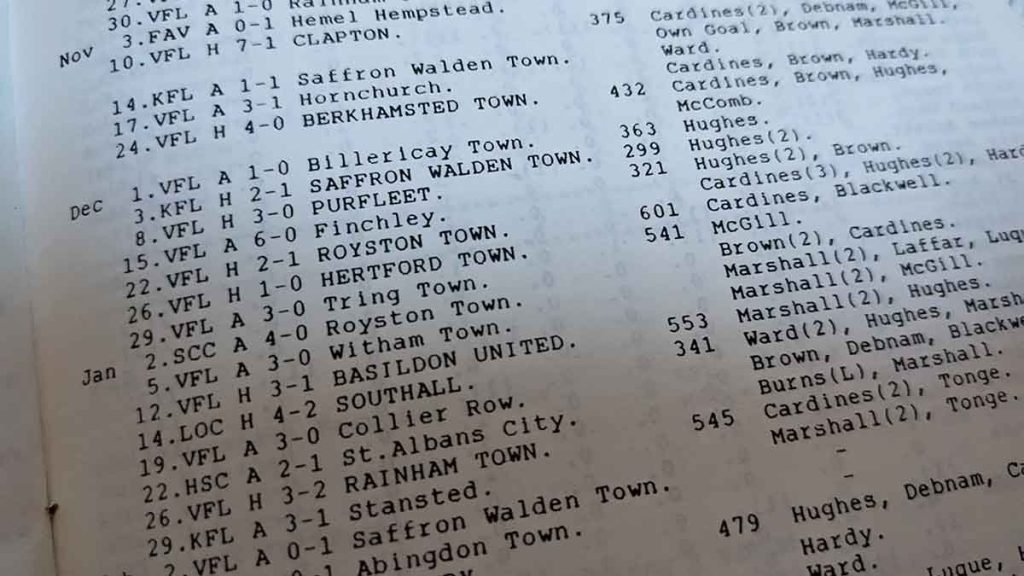 30.VFL A 1-0
3.FAV A 0-1 Hemel Hempstead.
Nov 10.VFL H 7-1 CLAPTON. 375 Cardines(2), Debnam, McGill,
Own Goal, Brown, Marshall.
14.KFL A 1-1 Saffron Walden Town. Ward.
17.VFL A 3-1 Hornchurch. Cardines, Brown, Hardy.
24.VFL H 4-0 BERKHAMSTED TOWN. 432 Cardines, Brown, Hughes,
McComb.
Dec 1.VFL A 1-0 Billericay Town. 363 Hughes.
3.KFL H 2-1 SAFFRON WALDEN TOWN. 299 Hughes(2).
8.VFL H 3-0 PURFLEET. 321 Hughes(2), Brown.
15.VFL A 6-0 Finchley. Cardines(3), Hughes(2), Hard
22.VFL H 2-1 ROYSTON TOWN. 601 Cardines, Blackwell.
26.VFL H 1-0 HERTFORD TOWN. 541 McGill.
29.VFL A 3-0 Tring Town. Brown(2), Cardines.
Jan 2.SCC A 4-0 Royston Town. Marshall(2), Laffar, Luq
5.VFL A 3-0 Witham Town. Marshall(2), McGill.
12.VFL H 3-1 BASILDON UNITED. 553 Marshall(2), Hughes.
14.LOC H 4-2 SOUTHALL. 341 Ward(2), Hughes, Marsh
19.VFL A 3-0 Collier Row. Brown, Debnam, Blackwe
22.HSC A 2-1 St.Albans City. Burns(L), Marshall.
26.VFL H 3-2 RAINHAM TOWN. 545 Cardines(2), Tonge.
29.KFL A 3-1 Stansted. Marshall(2), Tonge.
2.VFL A 0-1 Saffron Walden Town. -
Abingdon Town. -
479 Hughes, Debnam, Ca
Hardy.
Ward.
Luque,